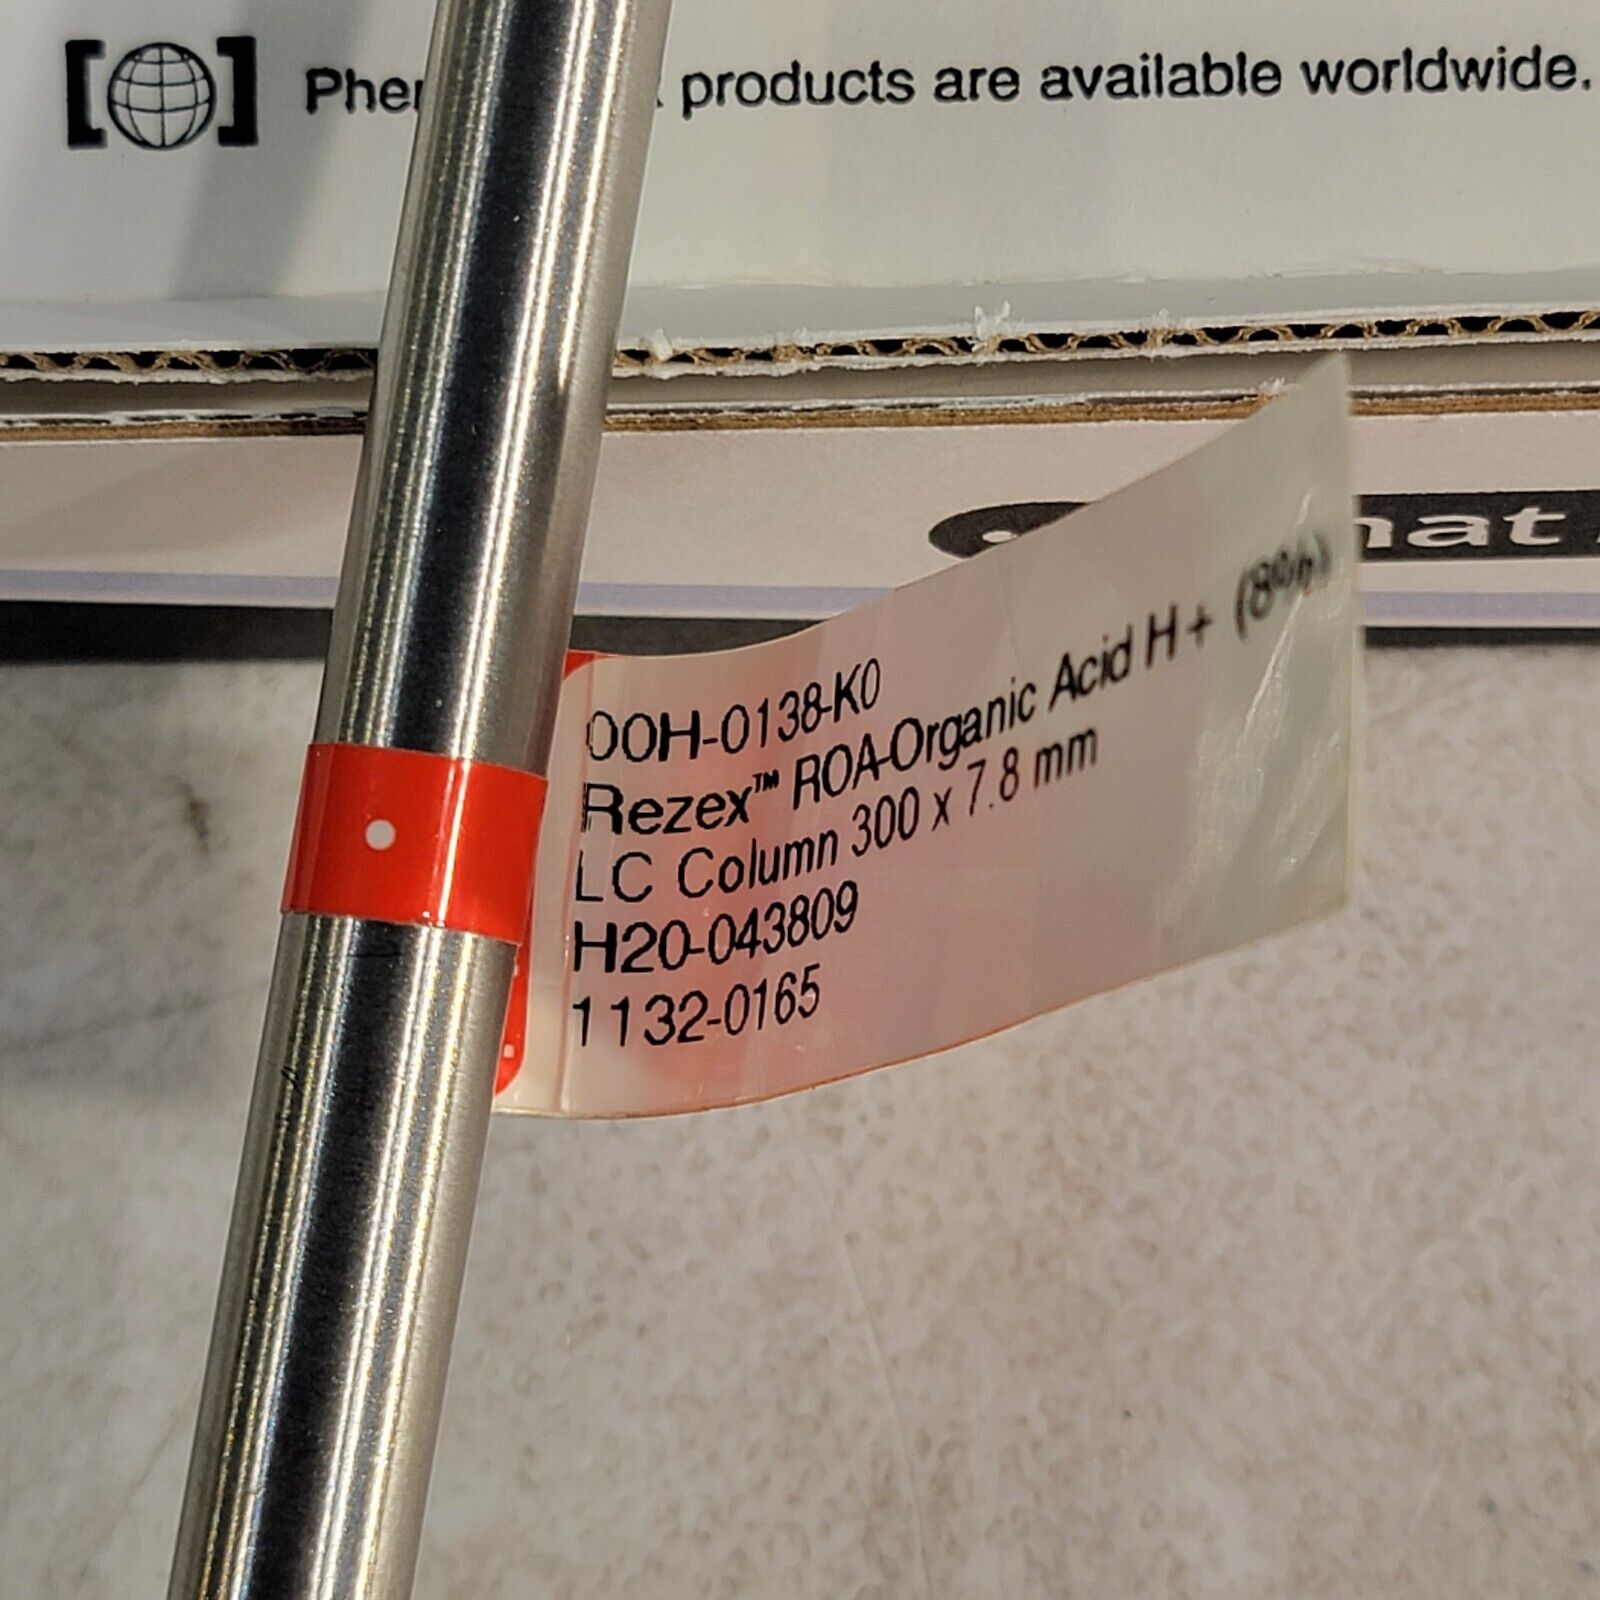 products are available worldwide.
00H-0138-K0
Rezex™ ROA-Organic Acid H+ (8%)
LC Column 300 x 7.8 mm
H20-043809
1132-0165